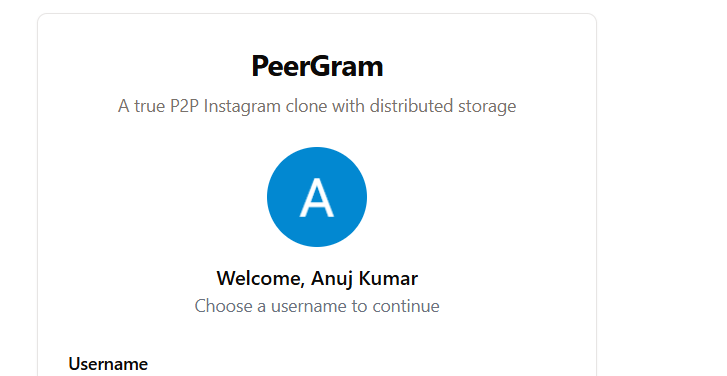 PeerGram
A true P2P Instagram clone with distributed storage
A
Welcome, Anuj Kumar
Choose a username to continue
Username